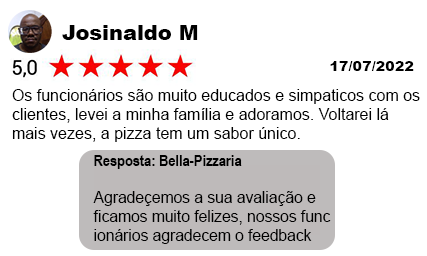 Josinaldo M
5,0
17/07/2022
Os funcionários são muito educados e simpaticos com os
clientes, levei a minha família e adoramos. Voltarei lá
mais vezes, a pizza tem um sabor único.
Resposta: Bella-Pizzaria
Agradeçemos a sua avaliação e
ficamos muito felizes, nossos func
ionários agradecem o feedback